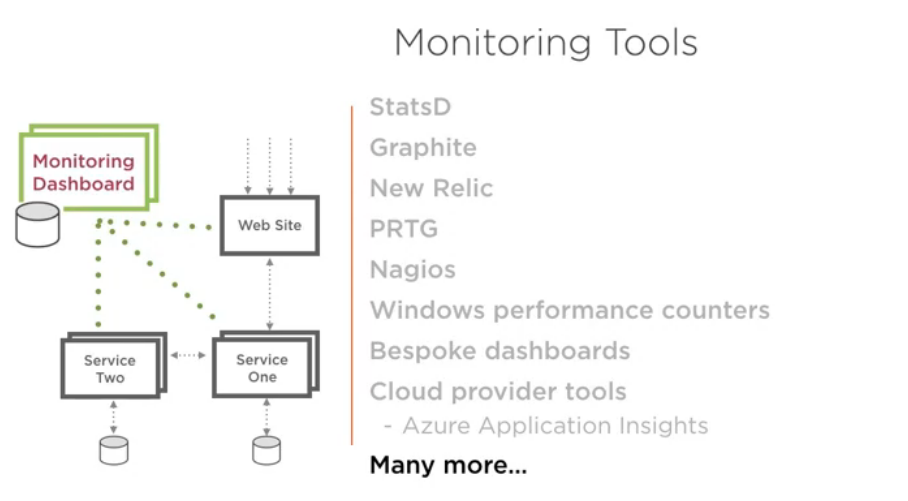 Monitoring Tools
Monitoring
Dashboard
Web Site
Service
Two
Service
One
StatsD
Graphite
New Relic
PRTG
Nagios
Windows performance counters
Bespoke dashboards
Cloud provider tools
- Azure Application Insights
Many more...